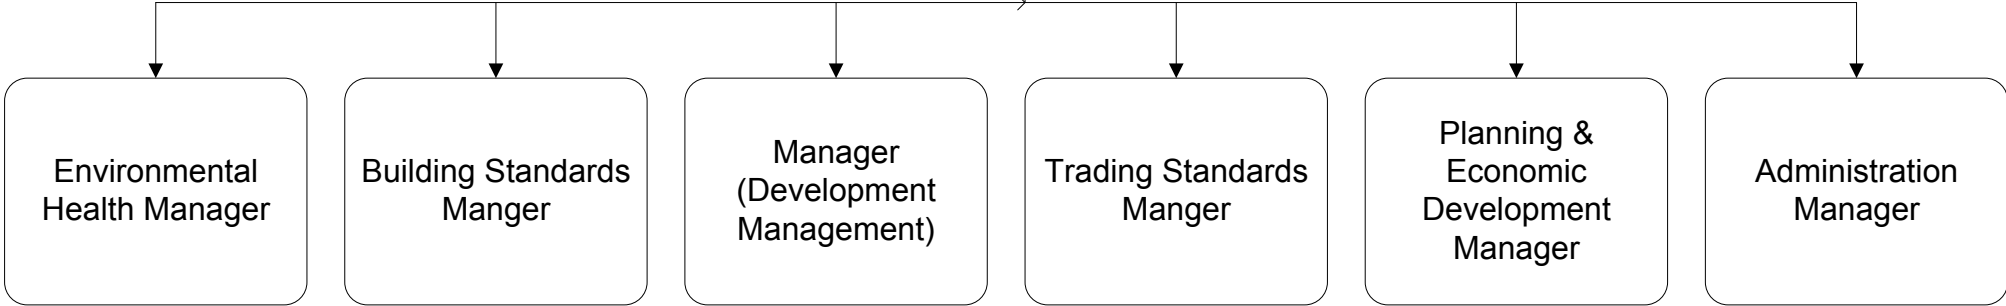 Environmental
Health Manager
Building Standards
Manger
Manager
(Development
Management)
Trading Standards
Manger
Planning &
Economic
Development
Manager
Administration
Manager